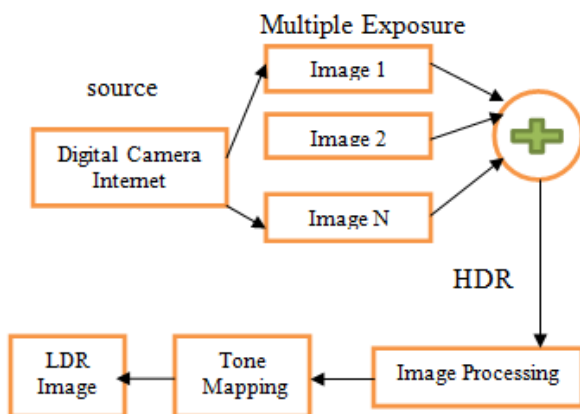 Multiple Exposure
source
Image 1
Digital Camera
Internet
Image 2
Image N
HDR
LDR
Image
Tone
Mapping
Image Processing